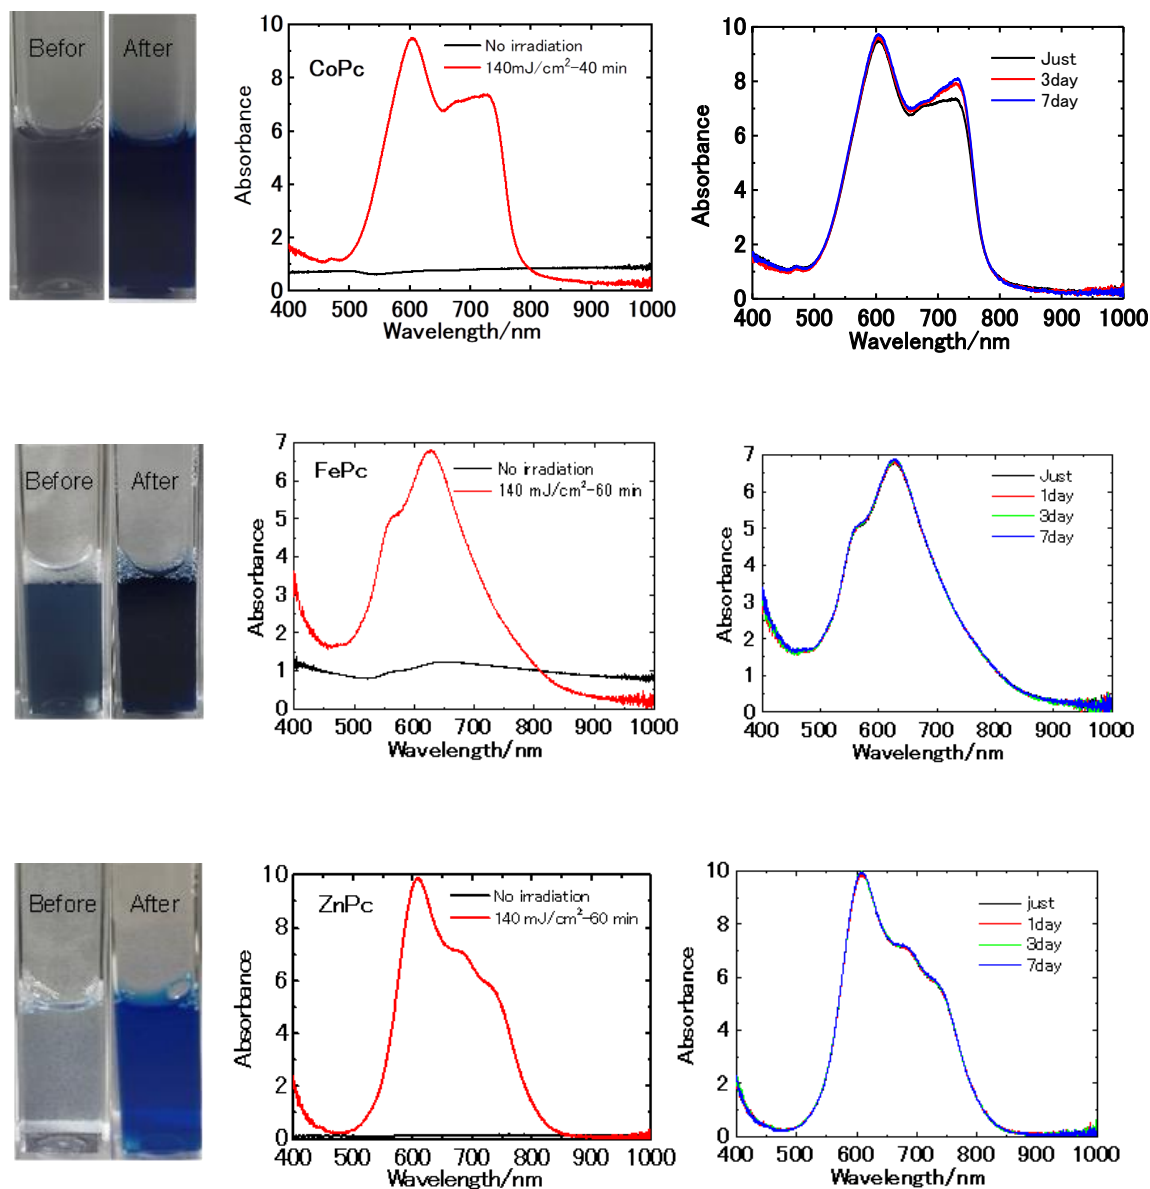 Befor
After
CoPc
No irradiation
140mJ/cm²-40 min
Absorbance
10
8
6
4
2
0
400 500 600 700 800 900 1000
Wavelength/nm
Just
3day
7day
Absorbance
10
8
6
4
2
0
400 500 600 700 800 900 1000
Wavelength/nm
Before
After
FePc
No irradiation
140 mJ/cm²-60 min
Absorbance
7
6
5
4
3
2
1
0
400 500 600 700 800 900 1000
Wavelength/nm
Just
1day
3day
7day
Absorbance
7
6
5
4
3
2
1
0
400 500 600 700 800 900 1000
Wavelength/nm
Before
After
ZnPc
No irradiation
140 mJ/cm²-60 min
Absorbance
10
8
6
4
2
0
400 500 600 700 800 900 1000
Wavelength/nm
just
1day
3day
7day
Absorbance
10
8
6
4
2
0
400 500 600 700 800 900 1000
Wavelength/nm